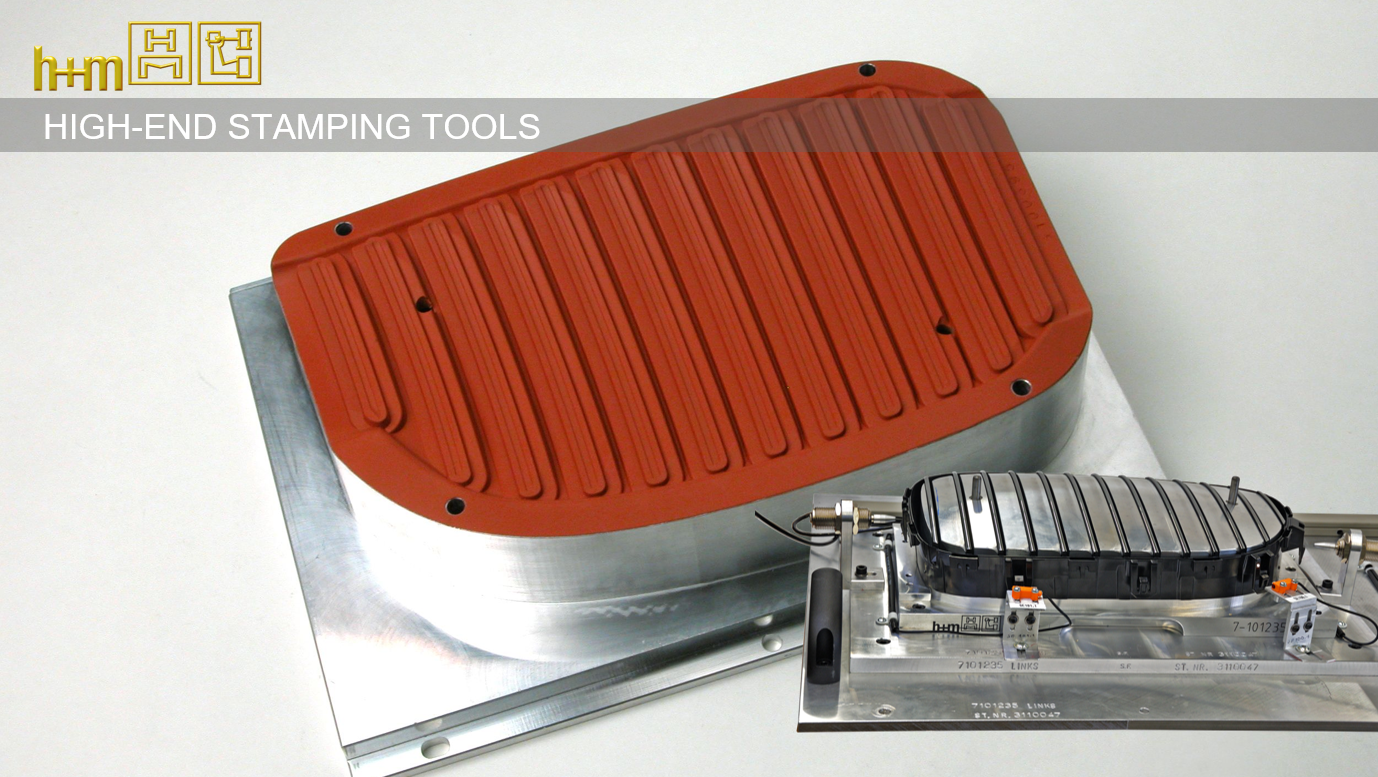 h+m
HIGH-END STAMPING TOOLS
h+m
7-101235
7101235 LINKS
S.P.
ST. NR. 3110047
7101235 LINKS
ST. NR. 3110047